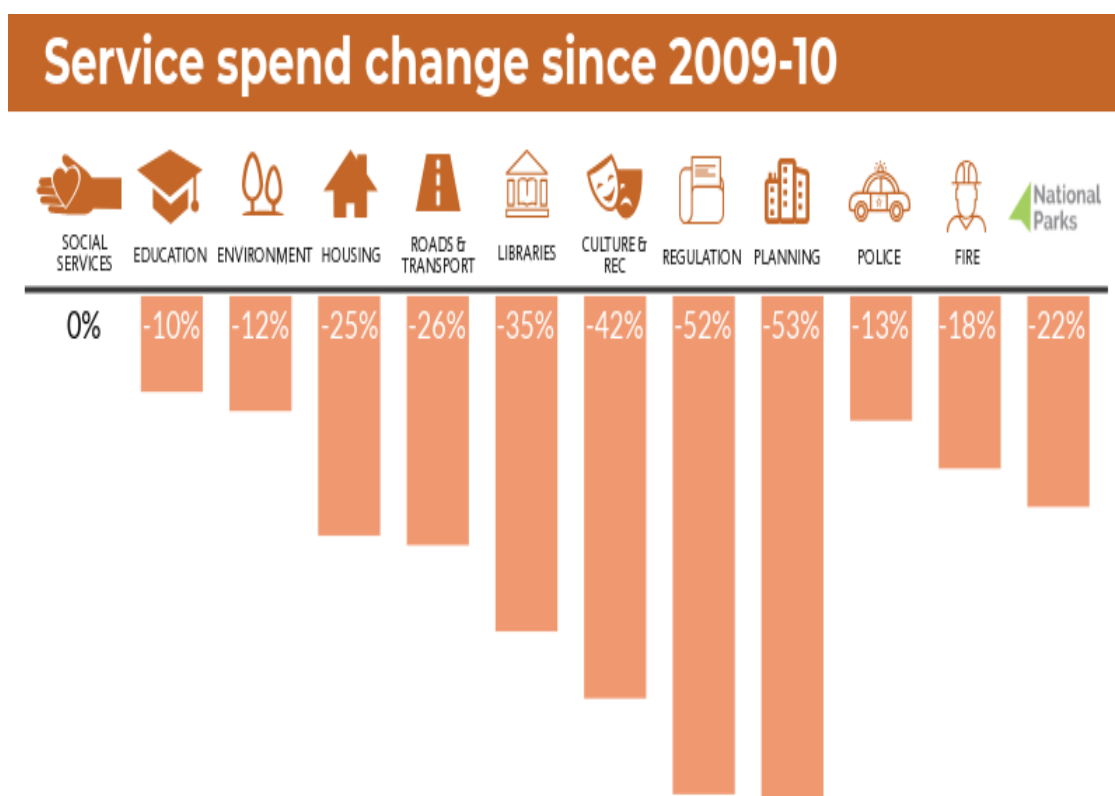 Service spend change since 2009-10
SOCIAL
SERVICES
EDUCATION
ENVIRONMENT
HOUSING
ROADS &
TRANSPORT
LIBRARIES
CULTURE &
REC
REGULATION
PLANNING
POLICE
FIRE
National
Parks
0%
-10%
-12%
-25%
-26%
-35%
-42%
-52%
-53%
-13%
-18%
-22%